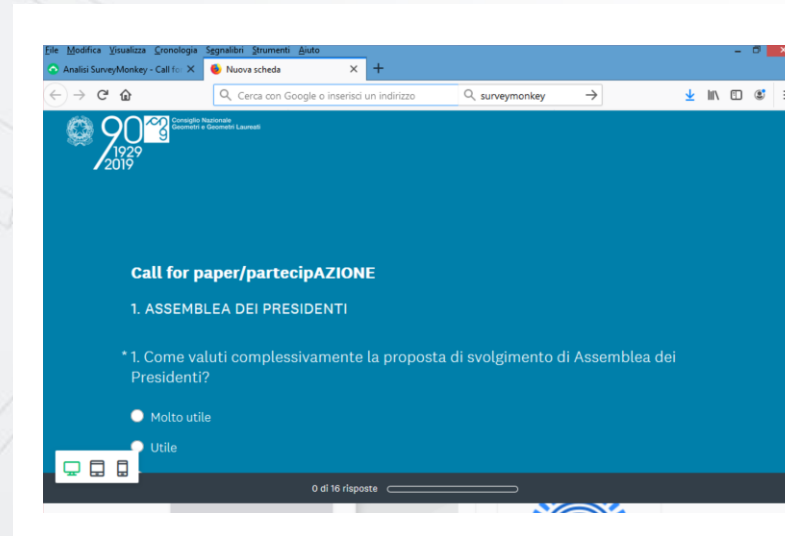 File Modifica Visualizza Cronologia Segnalibri Strumenti Aiuto
Analisi SurveyMonkey - Call fo
Nuova scheda
Cerca con Google o inserisci un indirizzo
surveymonkey
90
1929
2019
Consiglio Nazionale
Geometri e Geometri Laureati
Call for paper/partecipAZIONE
1. ASSEMBLEA DEI PRESIDENTI
* 1. Come valuti complessivamente la proposta di svolgimento di Assemblea dei
Presidenti?
Molto utile
Utile
0 di 16 risposte